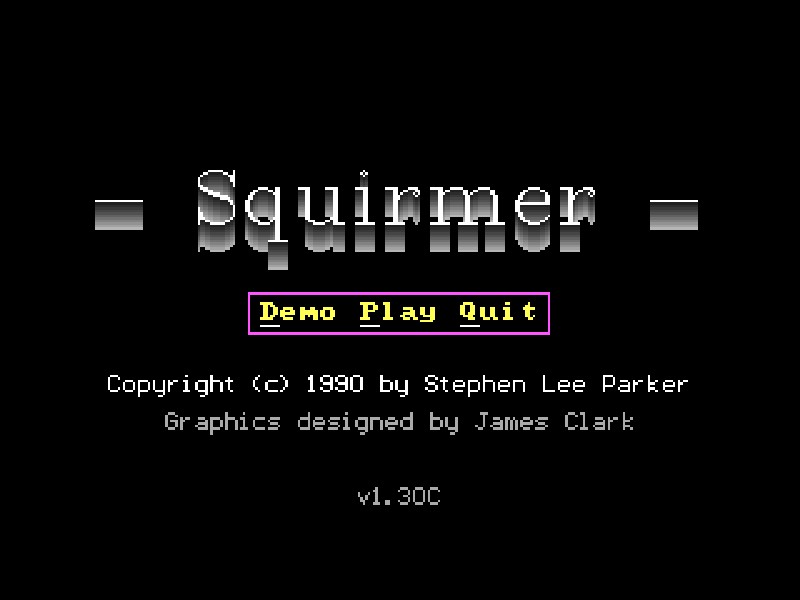 - Squirmer -
Demo Play Quit
Copyright (c) 1990 by Stephen Lee Parker
Graphics designed by James Clark
v1.30C